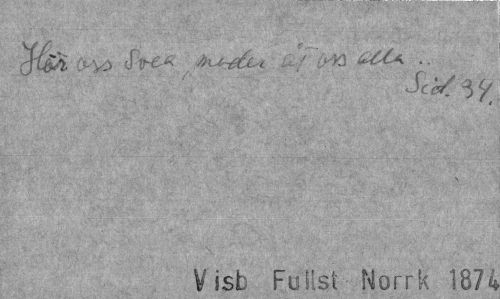 Hör oss Svea, moder åt oss alla..
Sid. 34.
Visb Fullst Norrk 1874